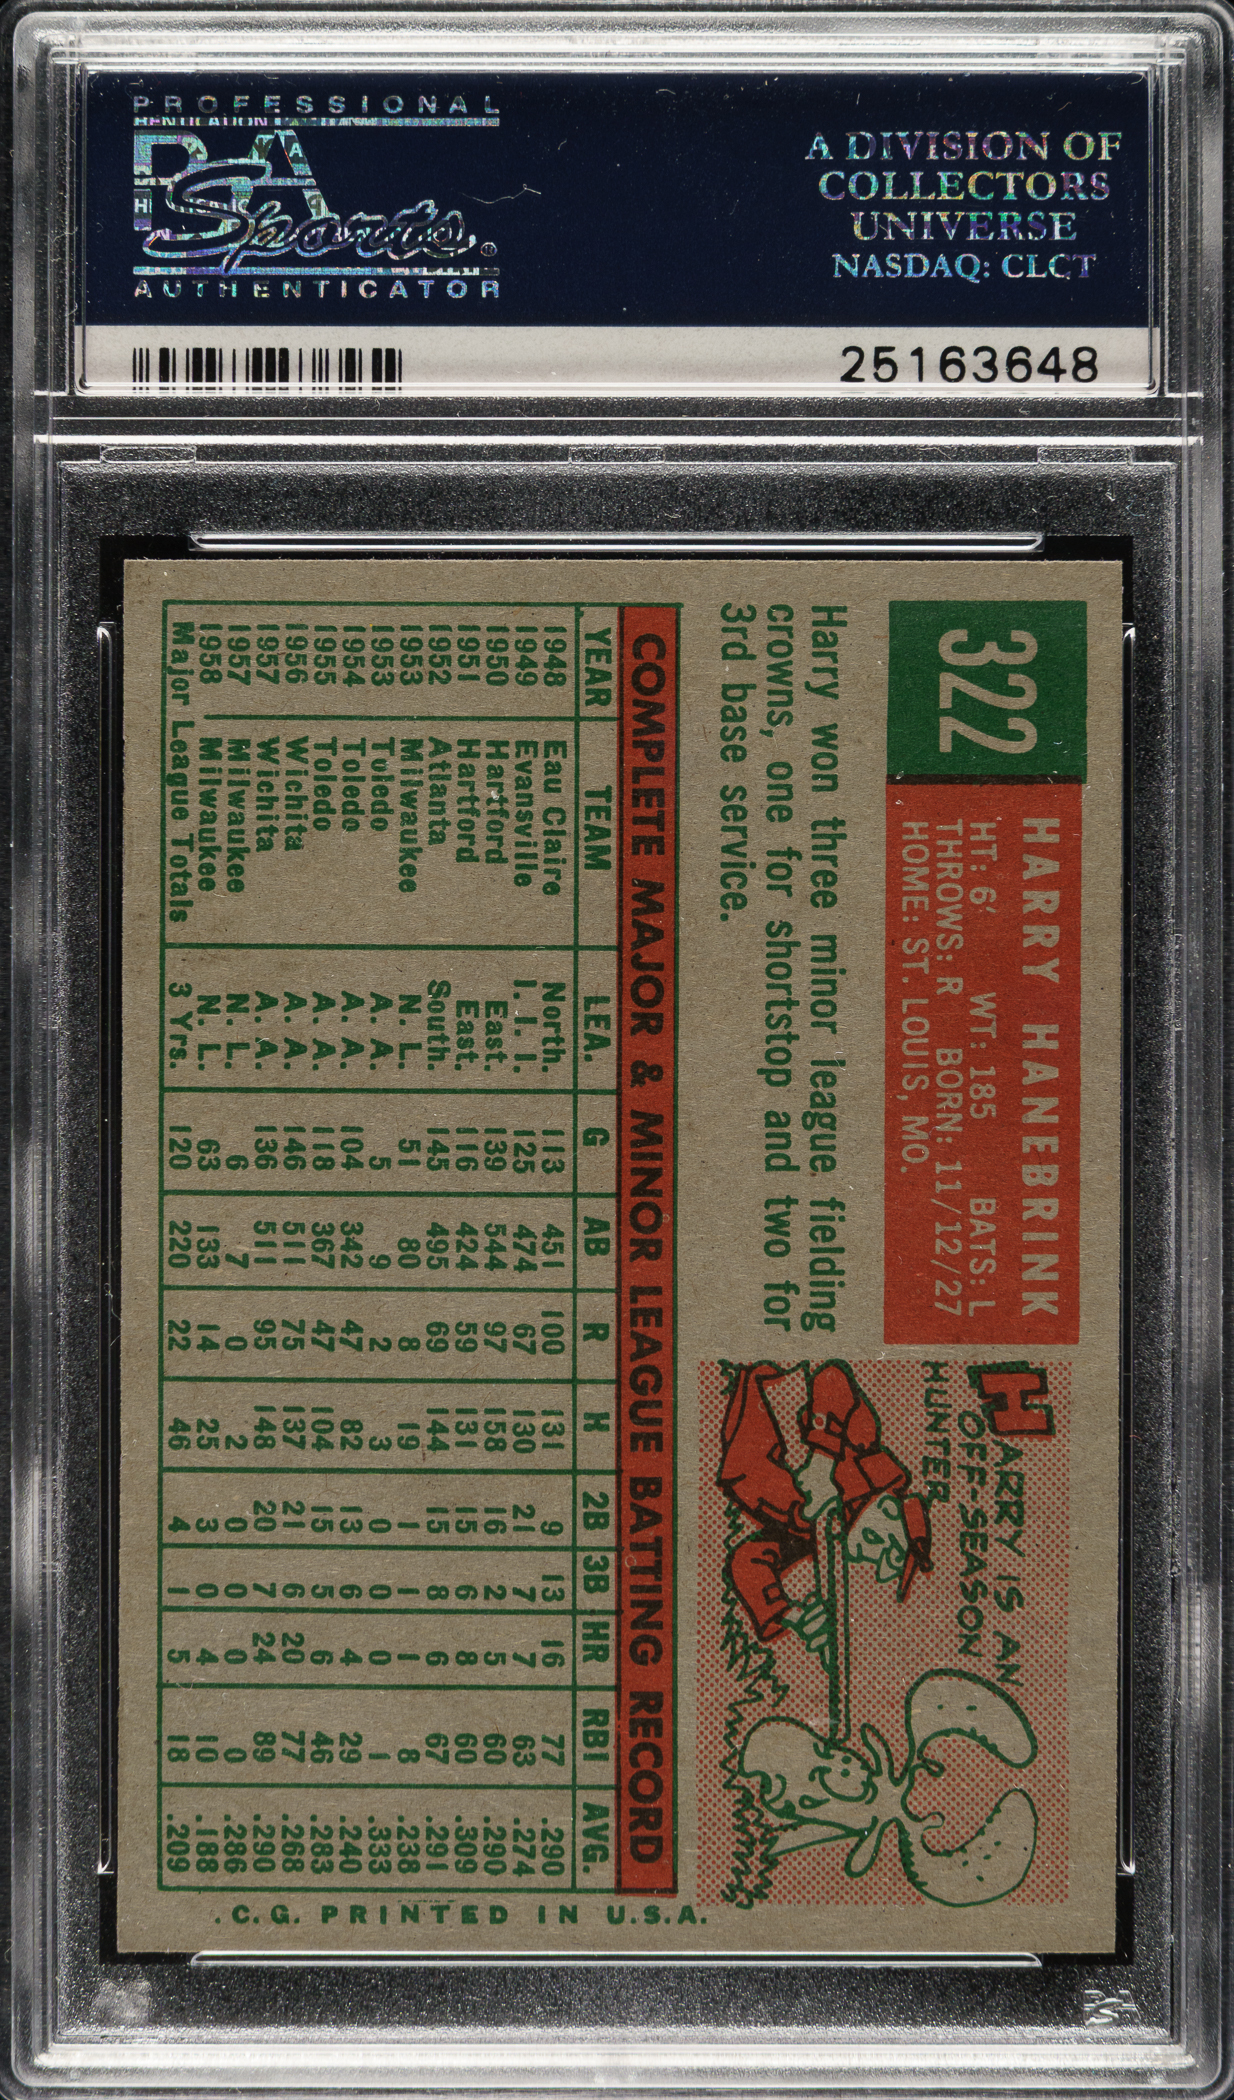 PROFESSIONAL
PSA
Sports
AUTHENTICATOR
A DIVISION OF
COLLECTORS
UNIVERSE
NASDAQ: CLCT
25163648
322
HARRY HANEBRINK
HT: 6' WT: 185 BATS: L
THROWS: R BORN: 11/12/27
HOME: ST. LOUIS, MO.
HARRY IS AN
OFF-SEASON
HUNTER
Harry won three minor league fielding
crowns, one for shortstop and two for
3rd base service.
COMPLETE MAJOR & MINOR LEAGUE BATTING RECORD
YEAR TEAM LEA. G AB R H 2B 3B HR RBI AVG.
1948 Eau Claire North. 113 451 100 131 9 13 16 77 .290
1949 Evansville I. I. I. 125 474 67 130 21 7 7 63 .274
1950 Hartford East. 139 544 97 158 16 2 5 60 .290
1951 Hartford East. 116 424 59 131 15 6 8 60 .309
1952 Atlanta South. 145 495 69 144 15 8 6 67 .291
1953 Milwaukee N. L. 51 80 8 19 1 1 1 8 .238
1953 Toledo A. A. 5 9 2 3 0 0 0 1 .333
1954 Toledo A. A. 104 342 47 82 13 6 4 29 .240
1955 Toledo A. A. 118 367 47 104 15 5 6 46 .283
1956 Wichita A. A. 146 511 75 137 21 6 20 77 .268
1957 Wichita A. A. 136 511 95 148 20 7 24 89 .290
1957 Milwaukee N. L. 6 7 0 2 0 0 0 0 .286
1958 Milwaukee N. L. 63 133 14 25 3 0 4 10 .188
Major League Totals 3 Yrs. 120 220 22 46 4 1 5 18 .209
.C.G. PRINTED IN U.S.A.